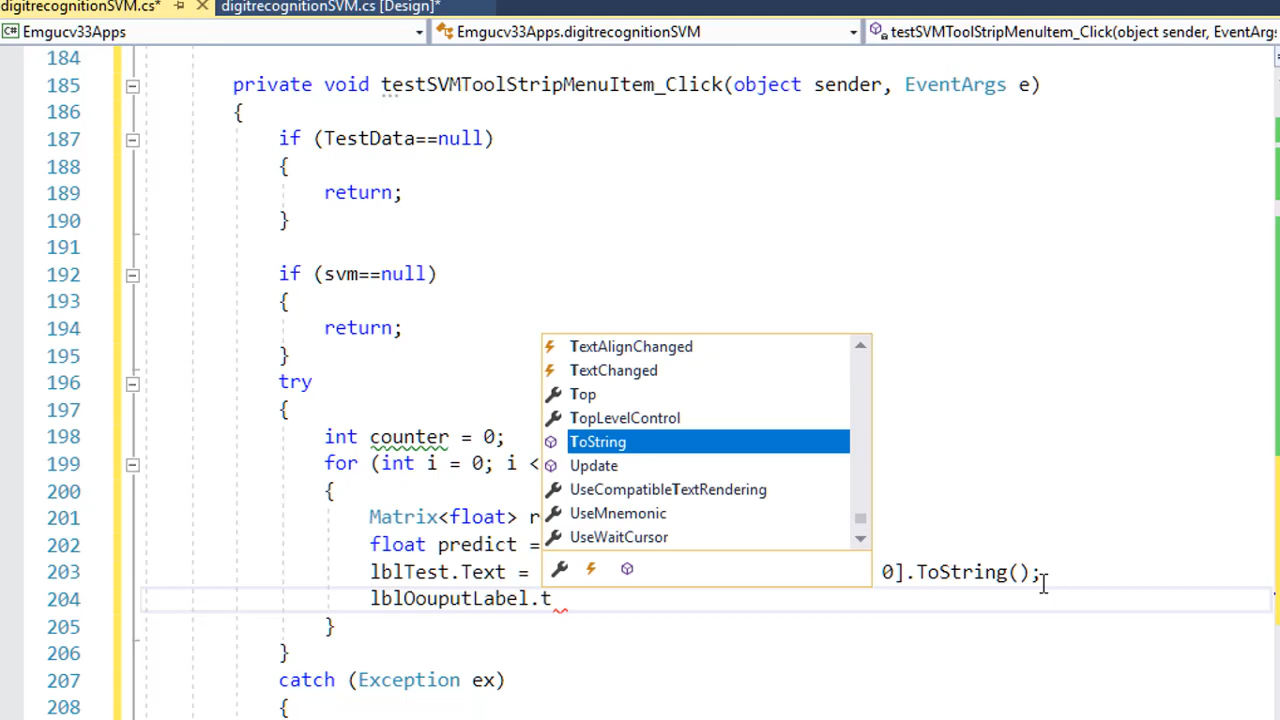 digitrecognitionSVM.cs* digitrecognitionSVM.cs [Design]*
C# Emgucv33Apps Emgucv33Apps.digitrecognitionSVM testSVMToolStripMenuItem_Click(object sender, EventArgs
184
185 private void testSVMToolStripMenuItem_Click(object sender, EventArgs e)
186 {
187 if (TestData==null)
188 {
189 return;
190 }
191
192 if (svm==null)
193 {
194 return;
195 }
196 try
197 {
198 int counter = 0;
199 for (int i = 0; i <
200 {
201 Matrix<float> r
202 float predict =
203 lblTest.Text = 0].ToString();
204 lblOouputLabel.t
205 }
206 }
207 catch (Exception ex)
208 {
TextAlignChanged
TextChanged
Top
TopLevelControl
ToString
Update
UseCompatibleTextRendering
UseMnemonic
UseWaitCursor